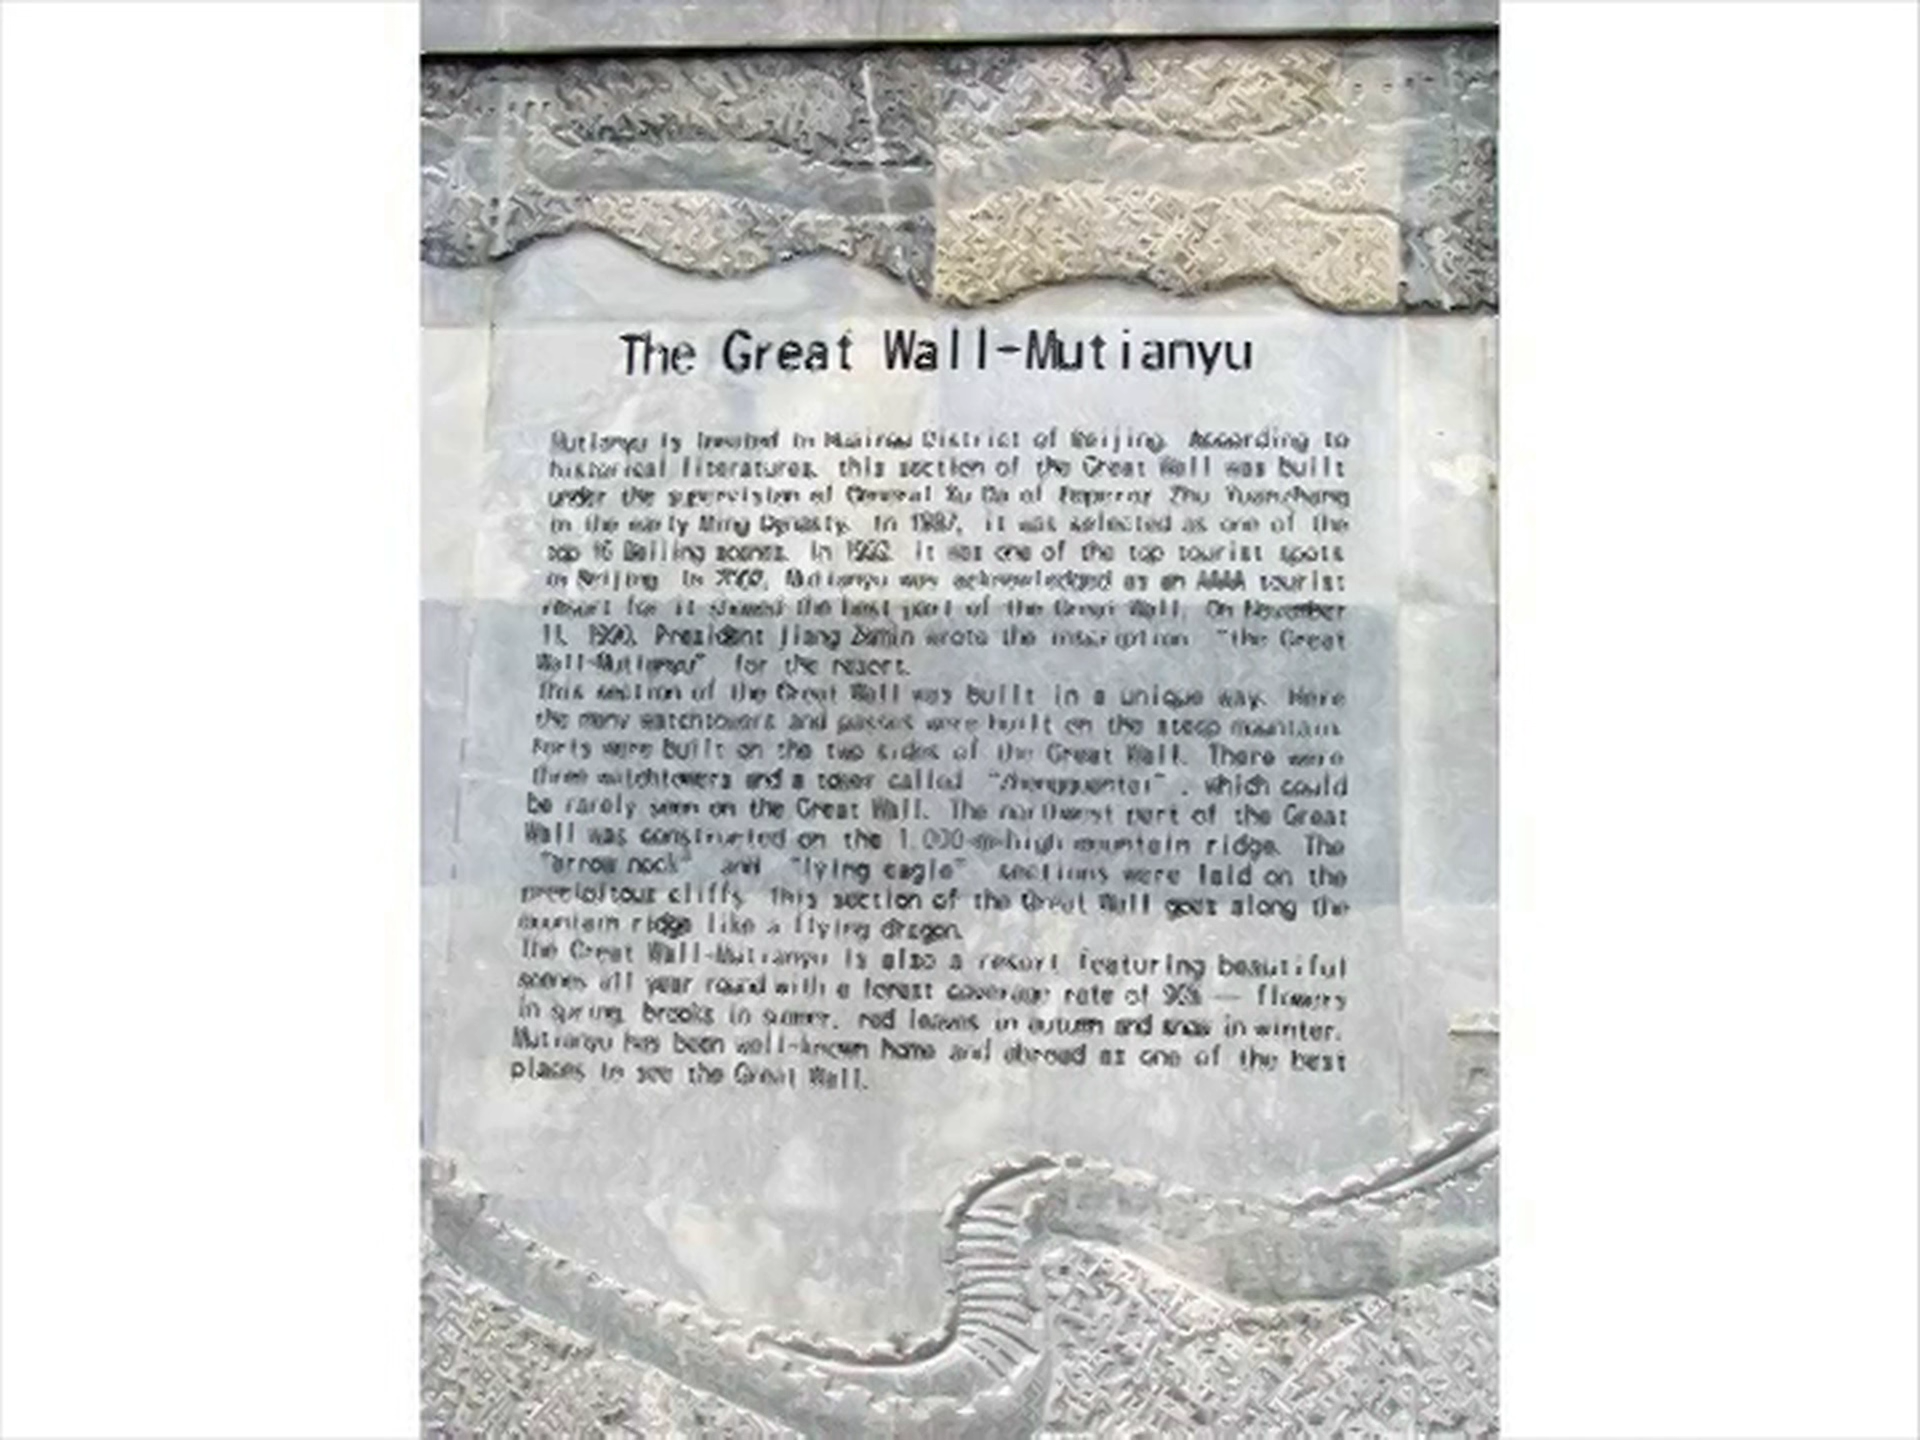 The Great Wall-Mutianyu
Mutianyu is located in Huairou District of Beijing. According to
historical literatures, this section of the Great Wall was built
under the supervision of General Xu Da of Emperor Zhu Yuanzhang
in the early Ming Dynasty. In 1987, it was selected as one of the
top 16 Beijing scenes. In it was one of the top tourist spots
in Beijing. In Mutianyu was acknowledged as an AAAA tourist
resort for it the best part of the Great Wall. On November
11, President Jiang Zemin wrote the inscription "the Great
Wall-Mutianyu" for the resort.
This section of the Great Wall was built in a unique way. Here
the many watchtowers and passes were built on the steep mountain.
Forts were built on the two sides of the Great Wall. There were
three watchtowers and a tower called , which could
be rarely seen on the Great Wall. The northwest part of the Great
Wall was constructed on the 1,000-m-high mountain ridge. The
"arrow nock" and "lying eagle" sections were laid on the
precipitous cliffs. This section of the Great Wall goes along the
mountain ridge like a flying dragon.
The Great Wall-Mutianyu is also a resort featuring beautiful
scenes all year round with a forest coverage rate of — flowers
in spring, brooks in summer, red leaves in autumn and snow in winter.
Mutianyu has been well-known home and abroad as one of the best
places to see the Great Wall.